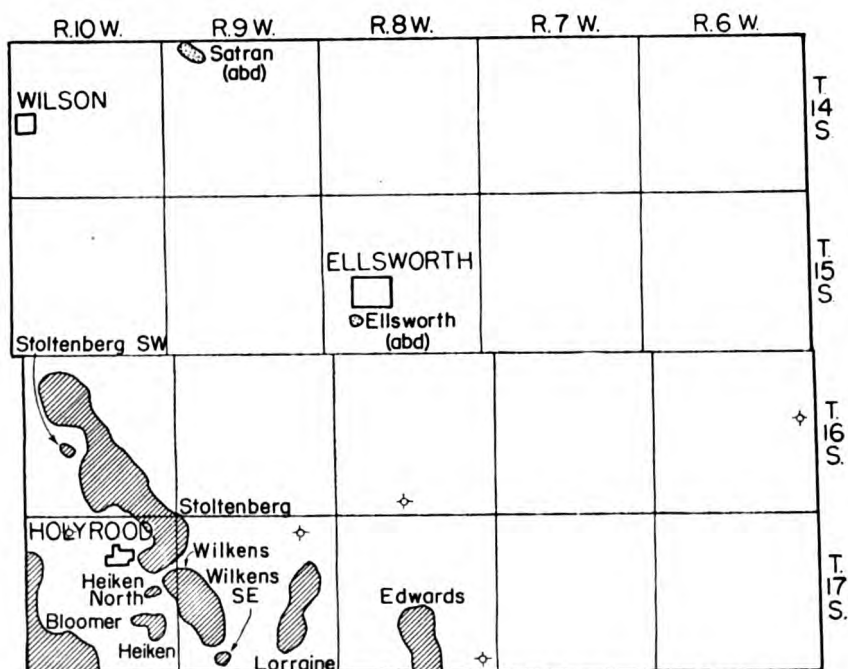 R.10 W. R.9 W. R.8 W. R.7 W. R.6 W.
Satran
(abd)
WILSON
T.
14
S.
ELLSWORTH
T.
15
S.
Ellsworth
(abd)
Stoltenberg SW
T.
16
S.
Stoltenberg
HOLYROOD
Wilkens
Heiken
North
Wilkens
SE
Edwards
T.
17
S.
Bloomer
Heiken
Lorraine